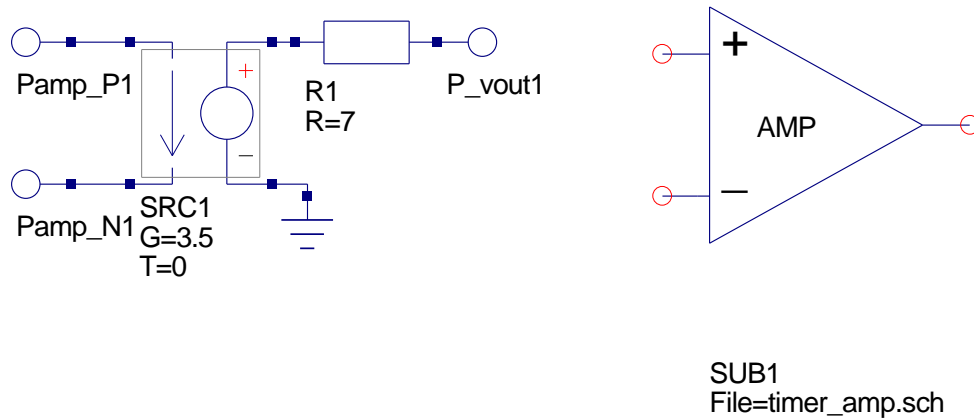 Pamp_P1
Pamp_N1
SRC1
G=3.5
T=0
+
−
R1
R=7
P_vout1
+
−
AMP
SUB1
File=timer_amp.sch